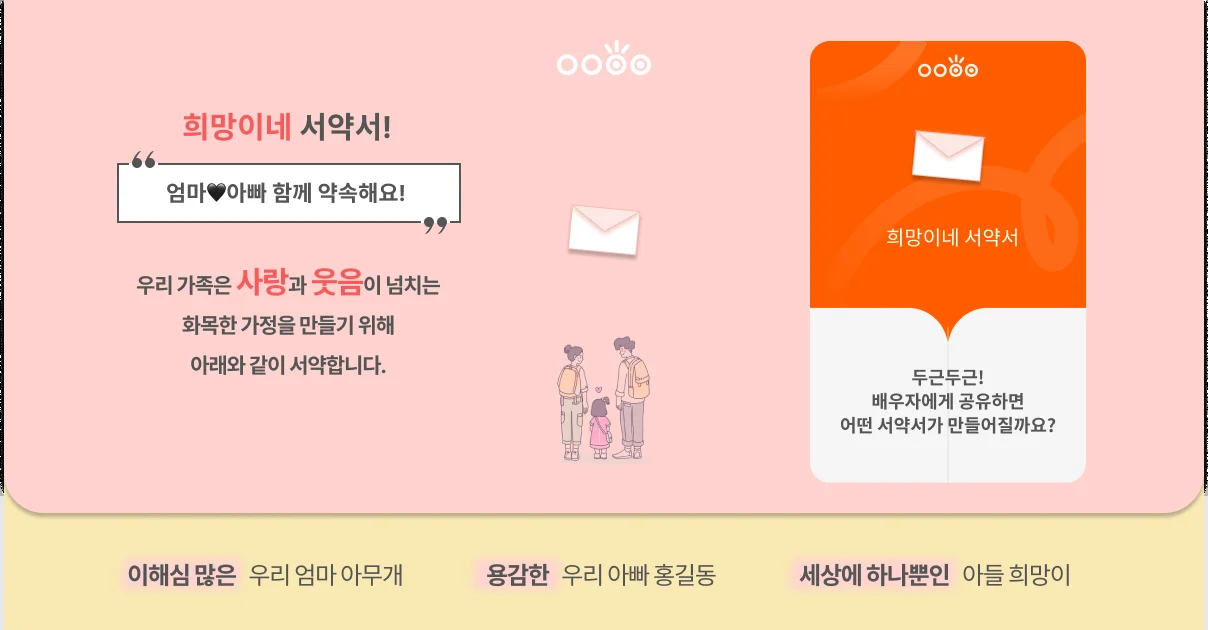 희망이네 서약서!
“
엄마🖤아빠 함께 약속해요!
”
우리 가족은 사랑과 웃음이 넘치는
화목한 가정을 만들기 위해
아래와 같이 서약합니다.
희망이네 서약서
두근두근!
배우자에게 공유하면
어떤 서약서가 만들어질까요?
이해심 많은 우리 엄마 아무개
용감한 우리 아빠 홍길동
세상에 하나뿐인 아들 희망이